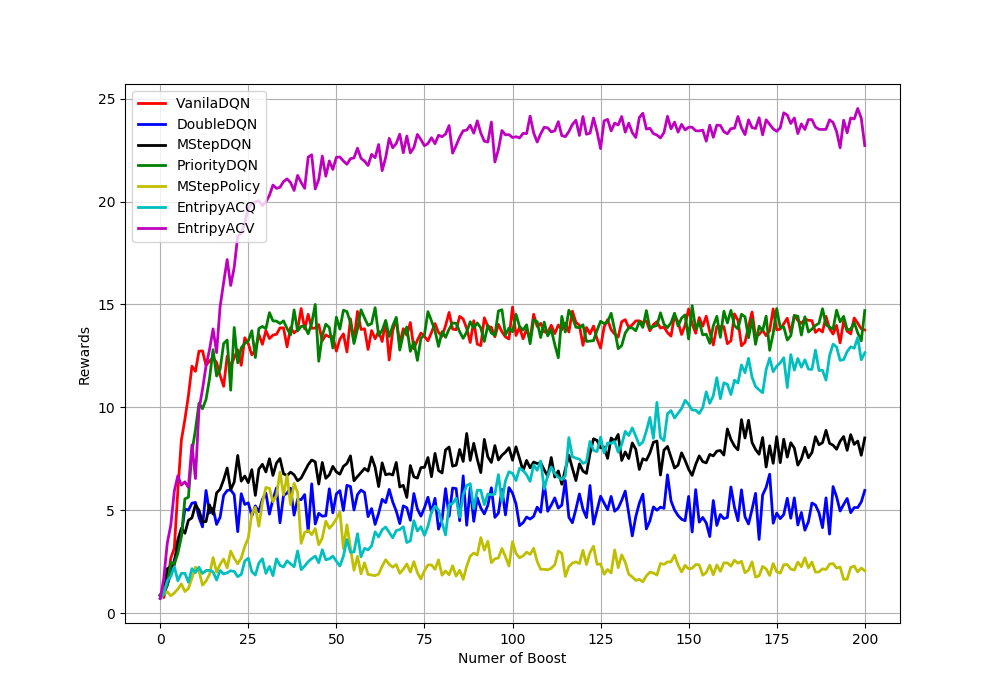 25
20
15
10
5
0
Rewards
VanilaDQN
DoubleDQN
MStepDQN
PriorityDQN
MStepPolicy
EntripyACQ
EntripyACV
0 25 50 75 100 125 150 175 200
Numer of Boost